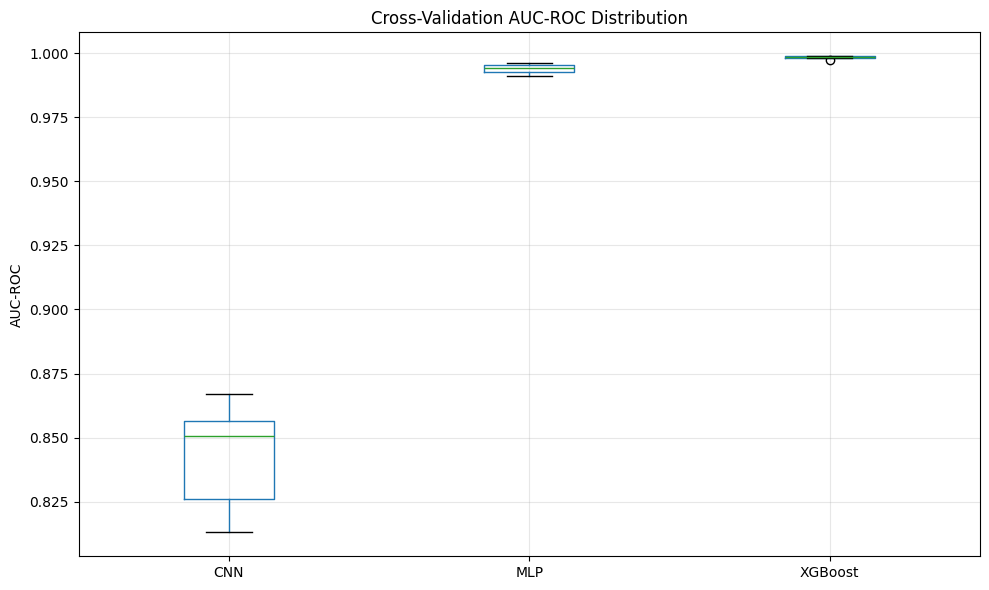 Cross-Validation AUC-ROC Distribution
1.000
0.975
0.950
0.925
0.900
0.875
0.850
0.825
AUC-ROC
CNN
MLP
XGBoost